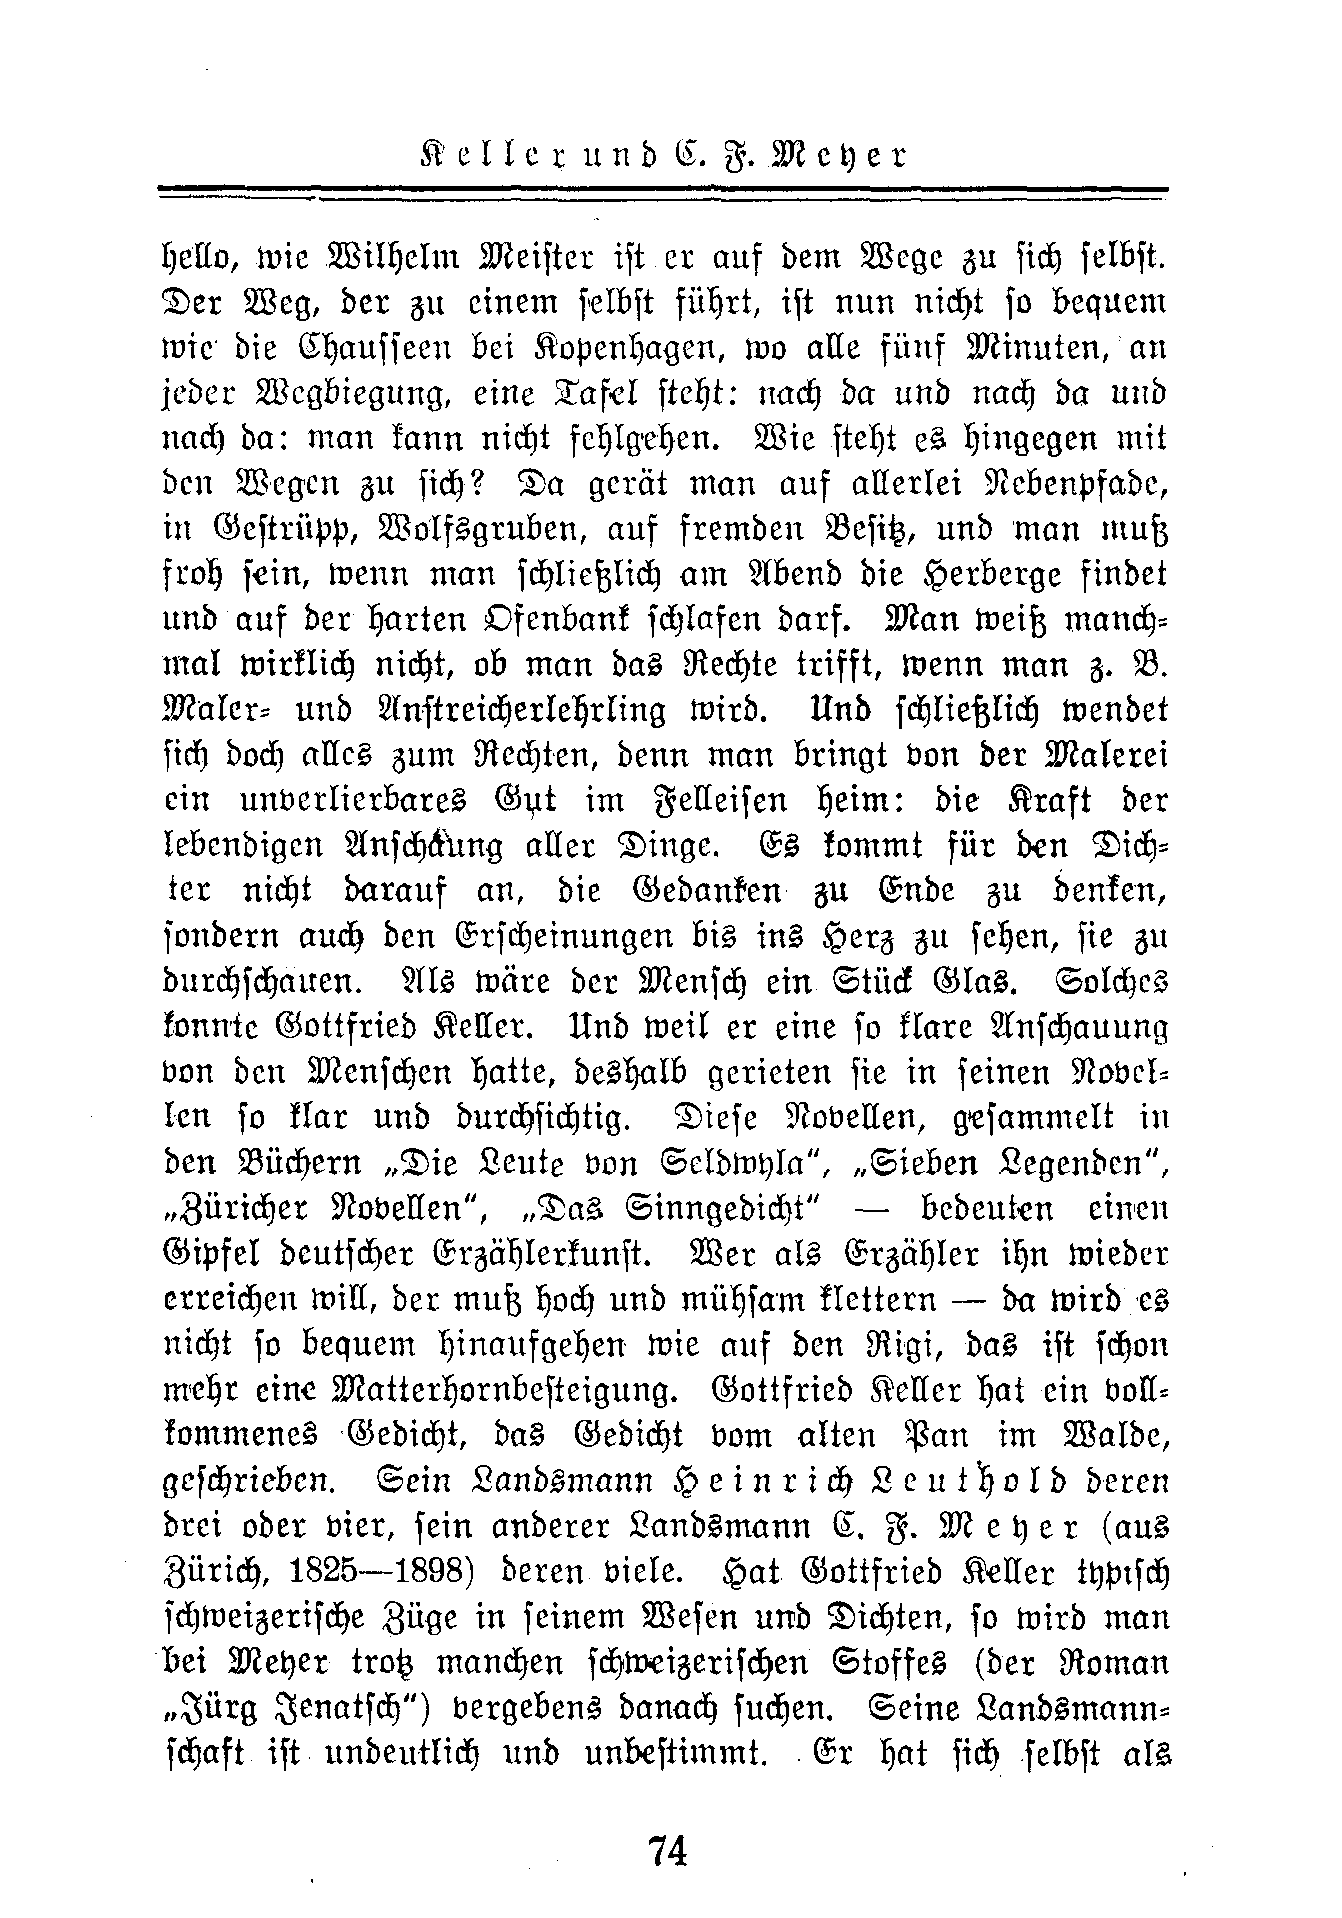 Keller und C. F. Meyer
hello, wie Wilhelm Meister ist er auf dem Wege zu sich selbst.
Der Weg, der zu einem selbst führt, ist nun nicht so bequem
wie die Chausseen bei Kopenhagen, wo alle fünf Minuten, an
jeder Wegbiegung, eine Tafel steht: nach da und nach da und
nach da: man kann nicht fehlgehen. Wie steht es hingegen mit
den Wegen zu sich? Da gerät man auf allerlei Nebenpfade,
in Gestrüpp, Wolfsgruben, auf fremden Besitz, und man muß
froh sein, wenn man schließlich am Abend die Herberge findet
und auf der harten Ofenbank schlafen darf. Man weiß manch-
mal wirklich nicht, ob man das Rechte trifft, wenn man z. B.
Maler- und Anstreicherlehrling wird. Und schließlich wendet
sich doch alles zum Rechten, denn man bringt von der Malerei
ein unverlierbares Gut im Felleisen heim: die Kraft der
lebendigen Anschauung aller Dinge. Es kommt für den Dich-
ter nicht darauf an, die Gedanken zu Ende zu denken,
sondern auch den Erscheinungen bis ins Herz zu sehen, sie zu
durchschauen. Als wäre der Mensch ein Stück Glas. Solches
konnte Gottfried Keller. Und weil er eine so klare Anschauung
von den Menschen hatte, deshalb gerieten sie in seinen Novel-
len so klar und durchsichtig. Diese Novellen, gesammelt in
den Büchern „Die Leute von Seldwyla“, „Sieben Legenden“,
„Züricher Novellen“, „Das Sinngedicht“ — bedeuten einen
Gipfel deutscher Erzählerkunst. Wer als Erzähler ihn wieder
erreichen will, der muß hoch und mühsam klettern — da wird es
nicht so bequem hinaufgehen wie auf den Rigi, das ist schon
mehr eine Matterhornbesteigung. Gottfried Keller hat ein voll-
kommenes Gedicht, das Gedicht vom alten Pan im Walde,
geschrieben. Sein Landsmann Heinrich Leuthold deren
drei oder vier, sein anderer Landsmann C. F. Meyer (aus
Zürich, 1825—1898) deren viele. Hat Gottfried Keller typisch
schweizerische Züge in seinem Wesen und Dichten, so wird man
bei Meyer trotz manchen schweizerischen Stoffes (der Roman
„Jürg Jenatsch“) vergebens danach suchen. Seine Landsmann-
schaft ist undeutlich und unbestimmt. Er hat sich selbst als
74